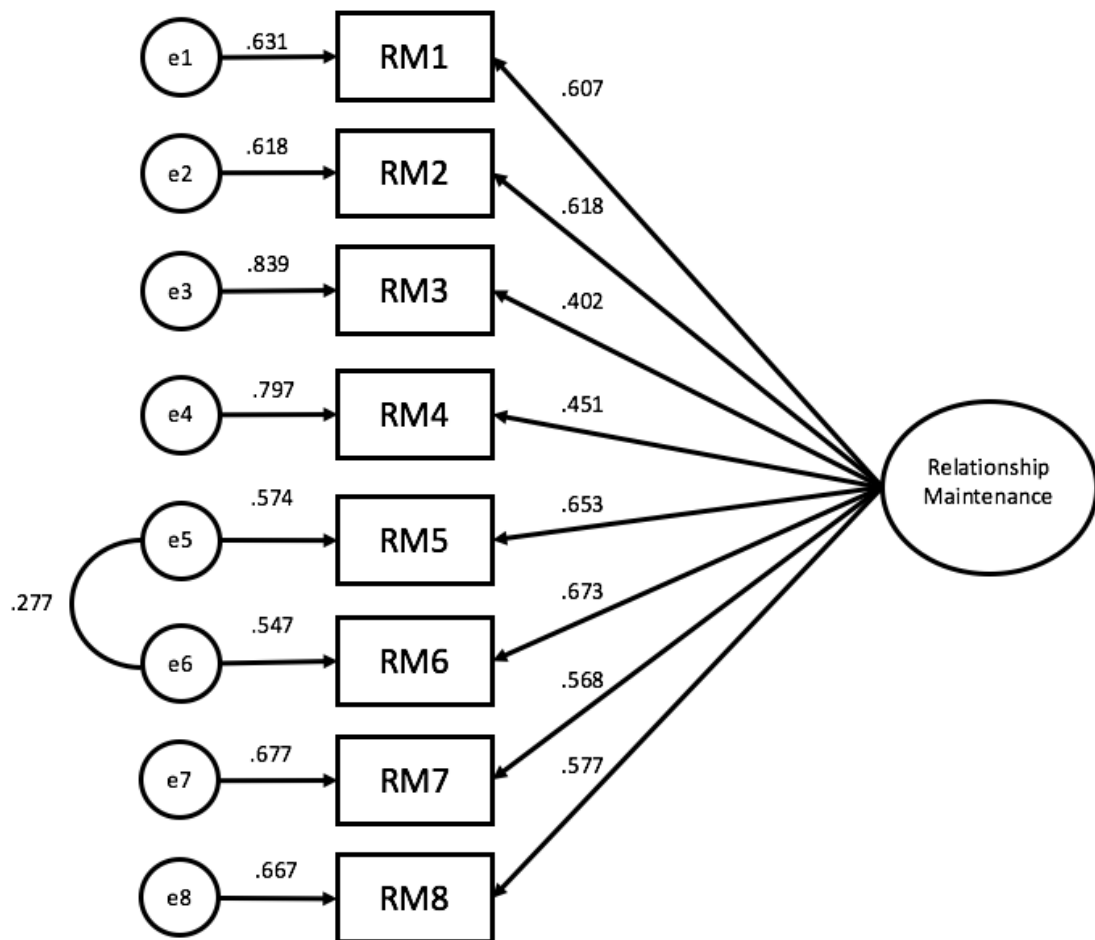 e1
.631
RM1
.607
e2
.618
RM2
.618
e3
.839
RM3
.402
e4
.797
RM4
.451
Relationship
Maintenance
e5
.574
RM5
.653
.277
e6
.547
RM6
.673
e7
.677
RM7
.568
e8
.667
RM8
.577